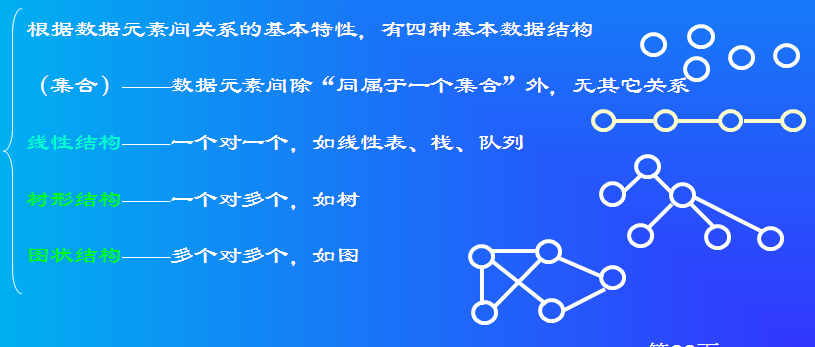 根据数据元素间关系的基本特性，有四种基本数据结构
（集合）——数据元素间除“同属于一个集合”外，无其它关系
线性结构——一个对一个，如线性表、栈、队列
树形结构——一个对多个，如树
图状结构——多个对多个，如图